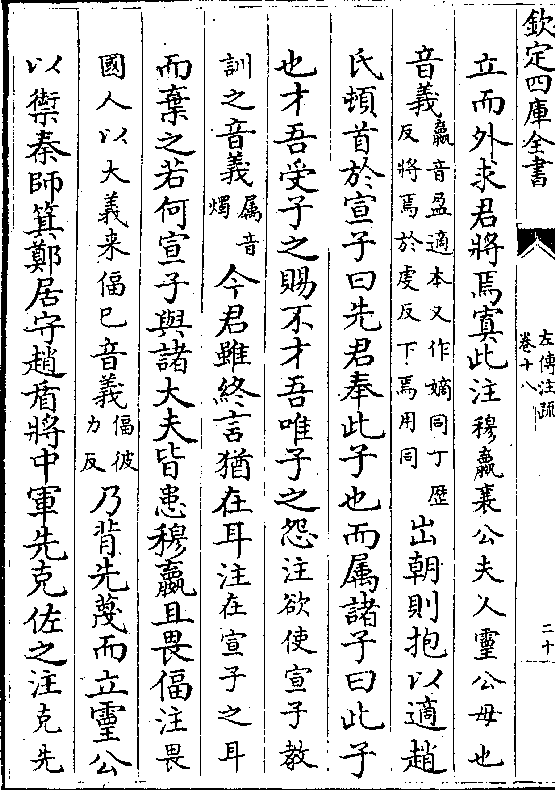 欽定四庫全書
左傳注疏
卷十八
二十
立而外求君將焉寘此注穆嬴襄公夫人靈公母也
音義嬴音盈適本又作嫡同丁歷
反將焉於虔反下焉用同
出朝則抱以適趙
氏頓首於宣子曰先君奉此子也而屬諸子曰此子
也才吾受子之賜不才吾唯子之怨注欲使宣子教
訓之音義屬音
燭
今君雖終言猶在耳注在宣子之耳
而棄之若何宣子與諸大夫皆患穆嬴且畏偪注畏
國人以大義来偪已音義偪彼
力反
乃背先蔑而立靈公
以禦秦師箕鄭居守趙盾將中軍先克佐之注克先